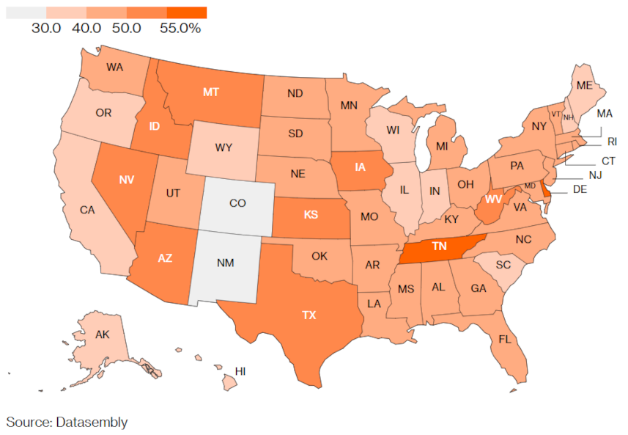 30.0 40.0 50.0 55.0%
WA
MT
ND
MN
ME
OR
ID
SD
WI
MI
NY
VT
NH
MA
RI
CT
NJ
DE
WY
NE
IA
PA
NV
UT
CO
KS
MO
IL
IN
OH
WV
MD
VA
KY
CA
AZ
NM
OK
AR
TN
NC
SC
TX
LA
MS
AL
GA
FL
AK
HI
Source: Datasembly